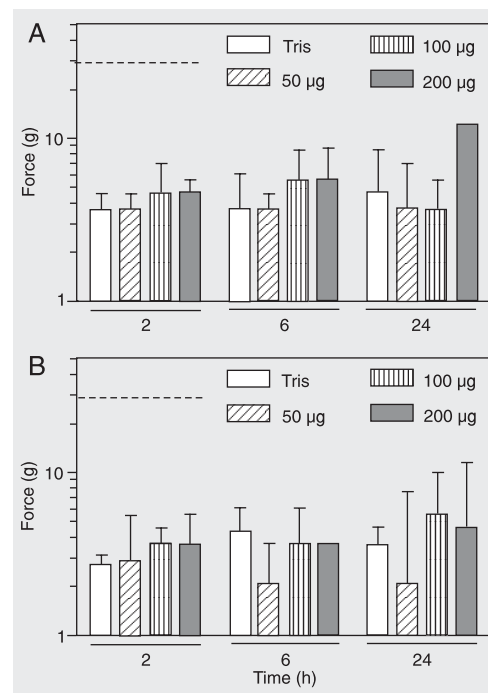 A
Tris
100 µg
50 µg
200 µg
Force (g)
10
1
2
6
24
B
Tris
100 µg
50 µg
200 µg
Force (g)
10
1
2
6
24
Time (h)